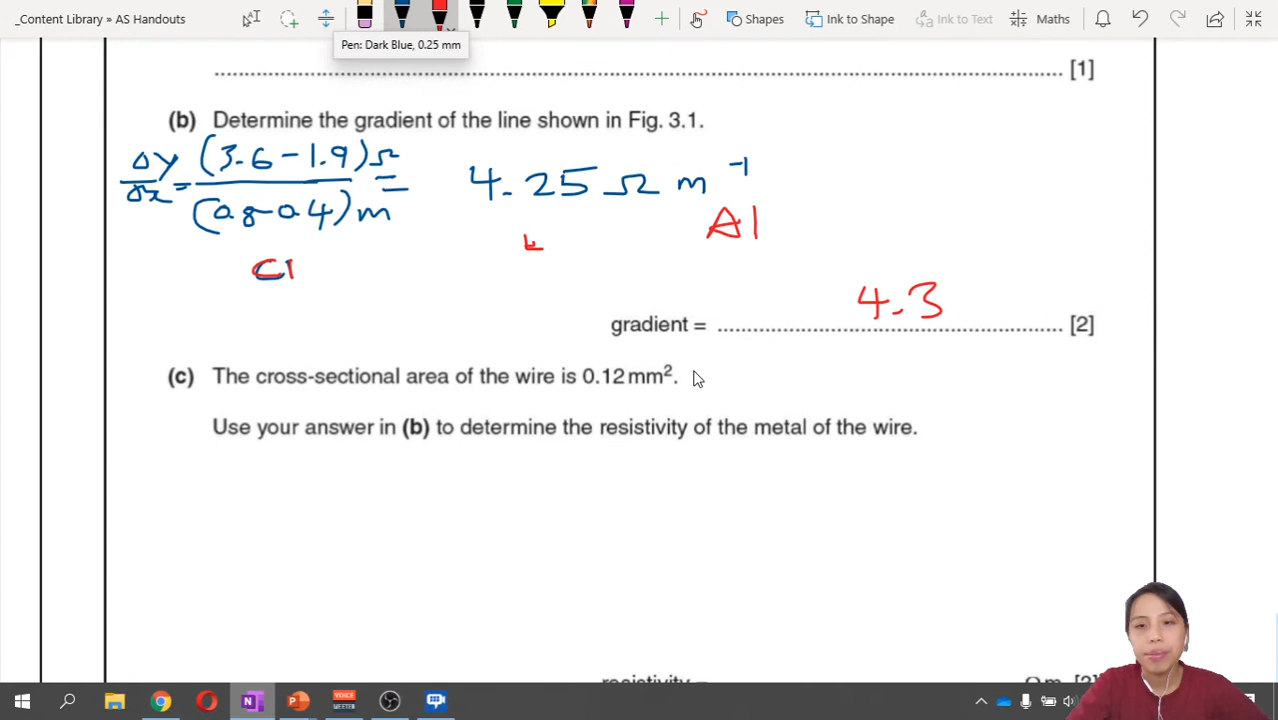 _Content Library » AS Handouts
Shapes
Ink to Shape
Ink to Text
Maths
Pen: Dark Blue, 0.25 mm
[1]
(b) Determine the gradient of the line shown in Fig. 3.1.
Δy/Δx = (3.6-1.9)Ω / (0.8-0.4)m = 4.25 Ω m⁻¹
A1
C1
4.3
gradient = [2]
(c) The cross-sectional area of the wire is 0.12 mm².
Use your answer in (b) to determine the resistivity of the metal of the wire.